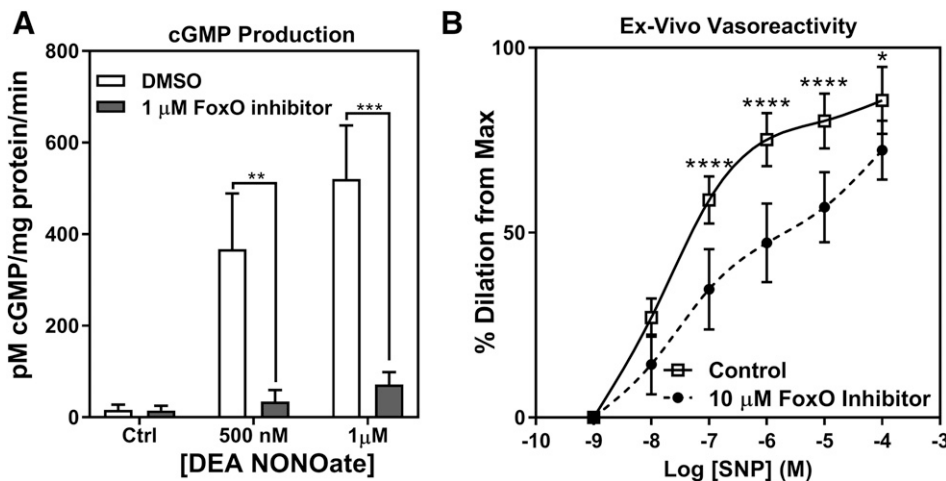 A
cGMP Production
pM cGMP/mg protein/min
800
600
400
200
0
DMSO
1 μM FoxO inhibitor
**
***
Ctrl
500 nM
1μM
[DEA NONOate]
B
Ex-Vivo Vasoreactivity
% Dilation from Max
100
50
0
****
****
****
*
Control
10 μM FoxO Inhibitor
-10
-9
-8
-7
-6
-5
-4
-3
Log [SNP] (M)